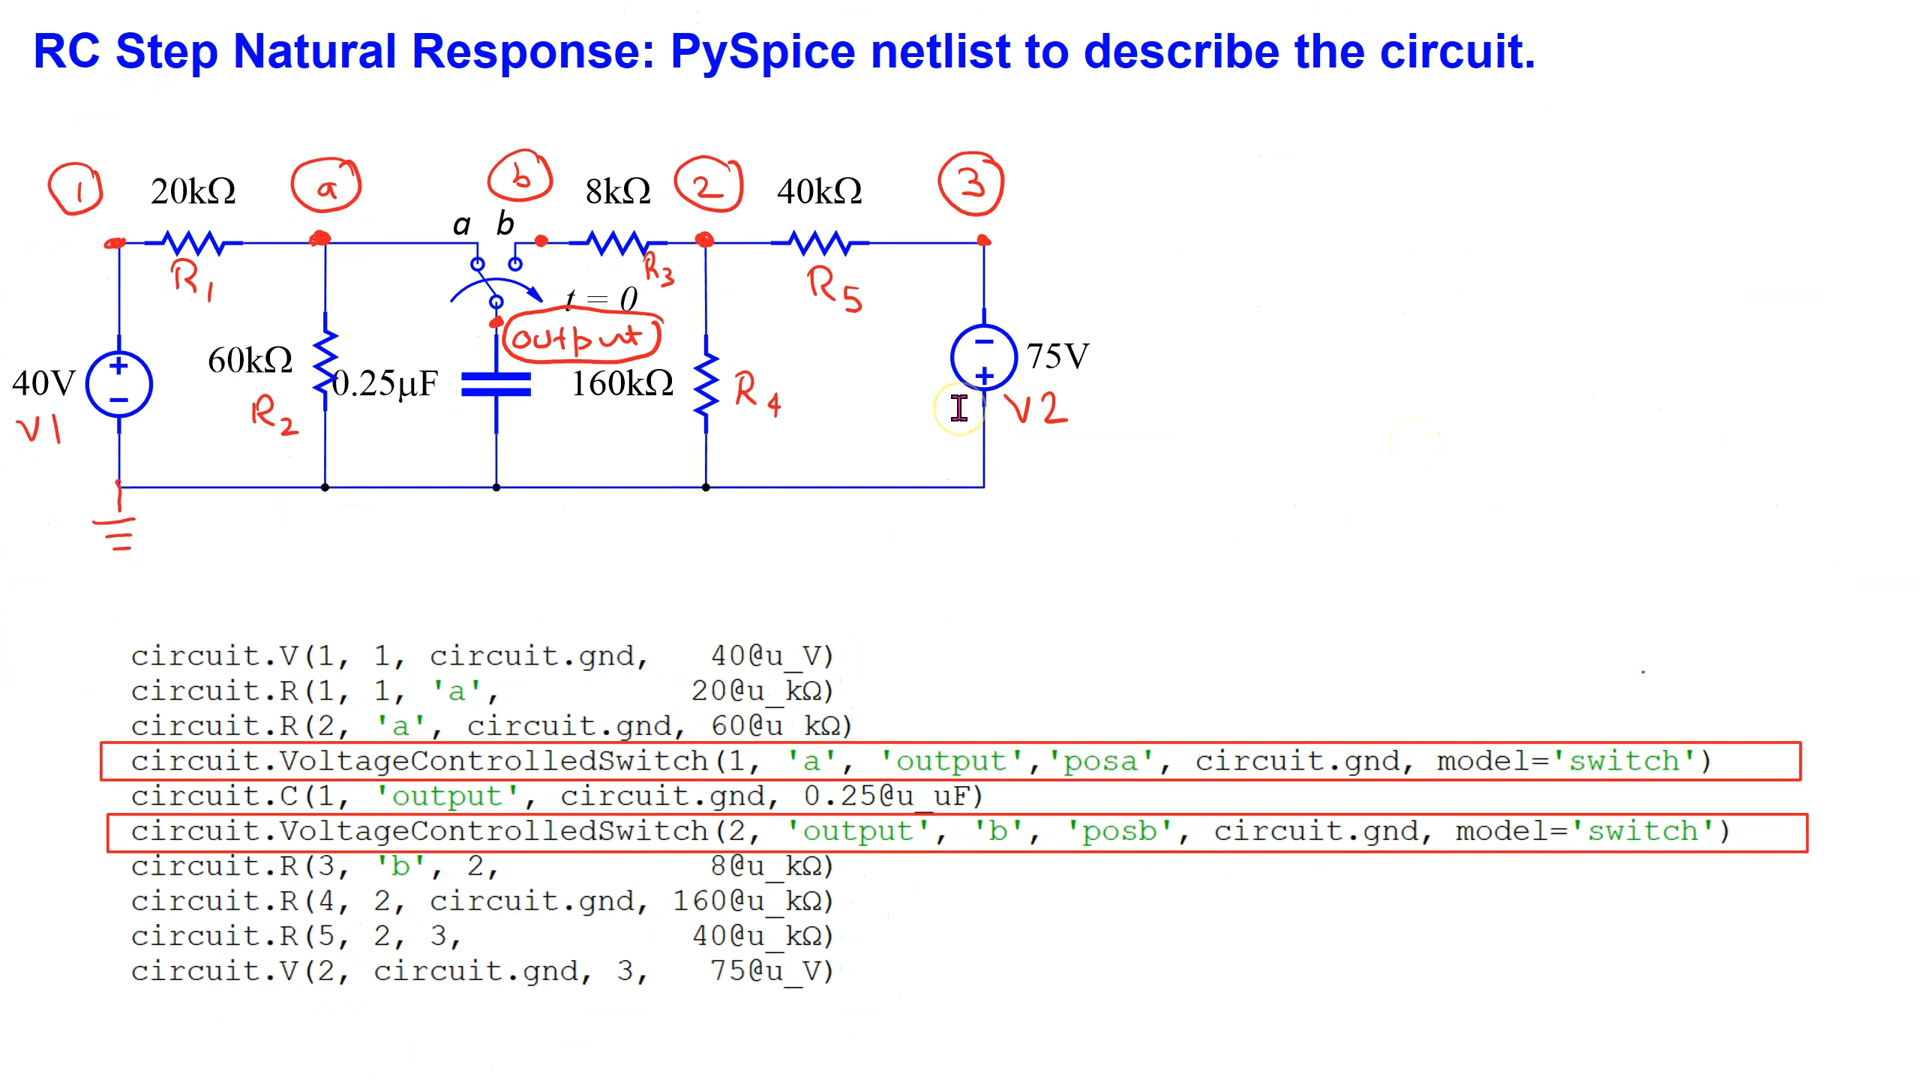 RC Step Natural Response: PySpice netlist to describe the circuit.
1 20kΩ a b 8kΩ 2 40kΩ 3
a b
R1 R3 R5
t = 0
output
40V + − 60kΩ 0.25μF 160kΩ R4 − + 75V
V1 R2 V2
circuit.V(1, 1, circuit.gnd, 40@u_V)
circuit.R(1, 1, 'a', 20@u_kΩ)
circuit.R(2, 'a', circuit.gnd, 60@u kΩ)
circuit.VoltageControlledSwitch(1, 'a', 'output','posa', circuit.gnd, model='switch')
circuit.C(1, 'output', circuit.gnd, 0.25@u_uF)
circuit.VoltageControlledSwitch(2, 'output', 'b', 'posb', circuit.gnd, model='switch')
circuit.R(3, 'b', 2, 8@u_kΩ)
circuit.R(4, 2, circuit.gnd, 160@u_kΩ)
circuit.R(5, 2, 3, 40@u_kΩ)
circuit.V(2, circuit.gnd, 3, 75@u_V)